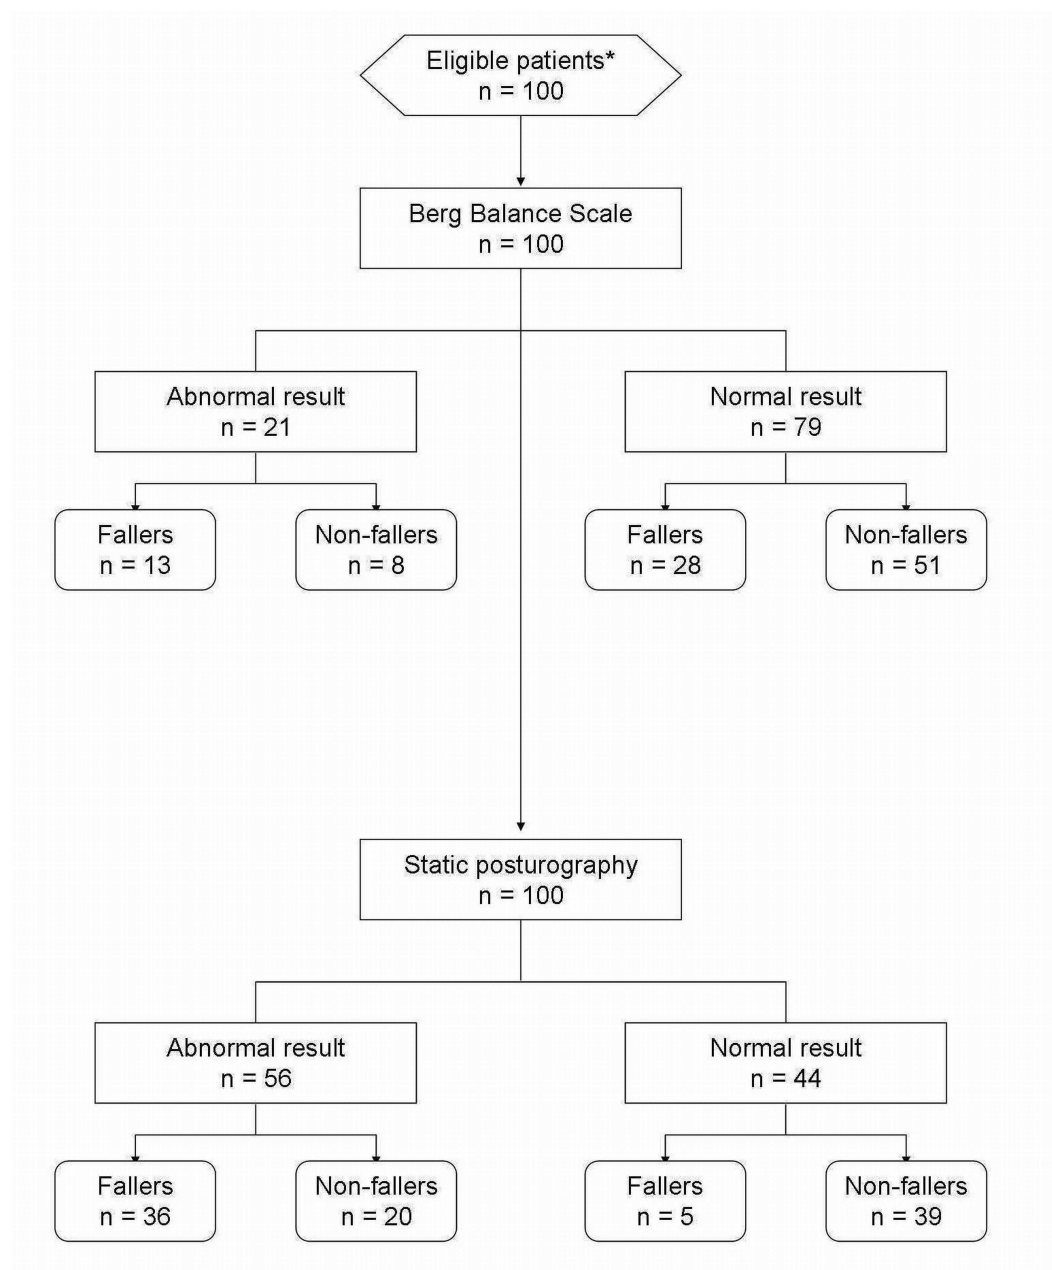 Eligible patients*
n = 100
Berg Balance Scale
n = 100
Abnormal result
n = 21
Normal result
n = 79
Fallers
n = 13
Non-fallers
n = 8
Fallers
n = 28
Non-fallers
n = 51
Static posturography
n = 100
Abnormal result
n = 56
Normal result
n = 44
Fallers
n = 36
Non-fallers
n = 20
Fallers
n = 5
Non-fallers
n = 39